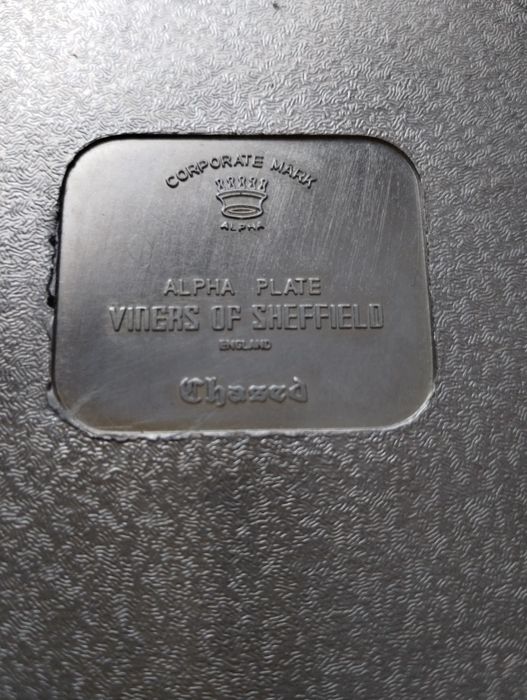 CORPORATE MARK
ALPHA
ALPHA PLATE
VINERS OF SHEFFIELD
ENGLAND
Chased